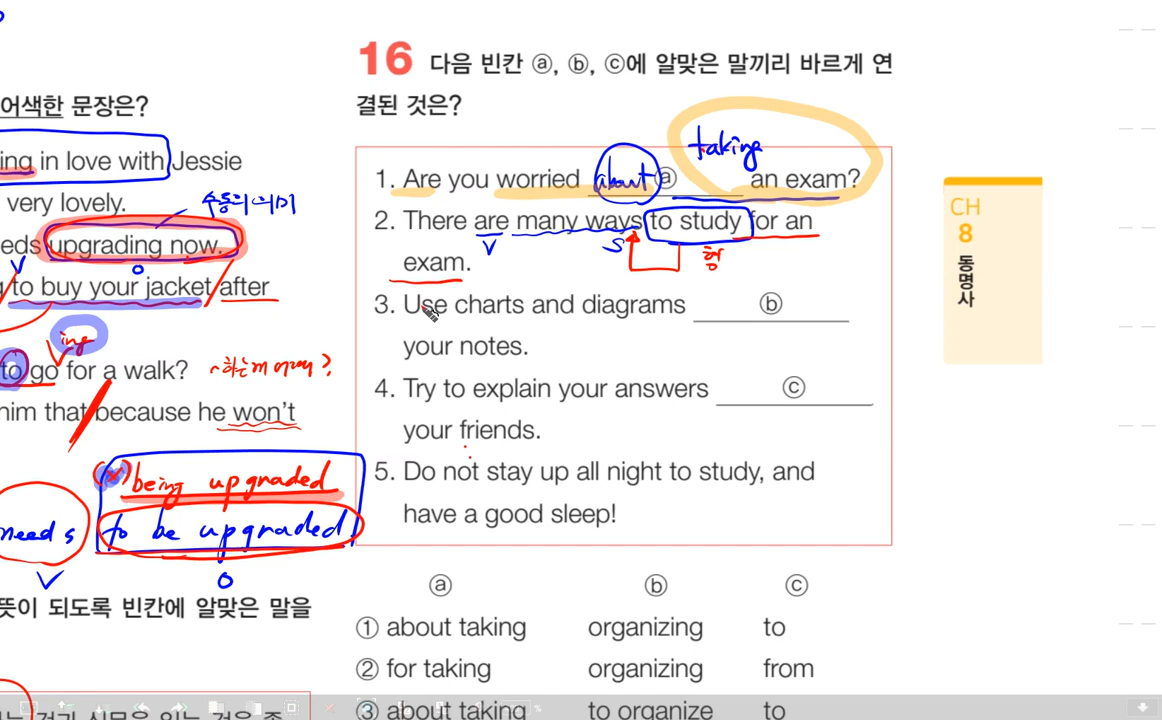 어색한 문장은?
ing in love with Jessie
very lovely.
수동의 의미
eds upgrading now.
V
O
to buy your jacket after
ing
to go for a walk?
him that because he won't
(X) being upgraded
needs
to be upgraded
V
O
뜻이 되도록 빈칸에 알맞은 말을
16 다음 빈칸 ⓐ, ⓑ, ⓒ에 알맞은 말끼리 바르게 연
결된 것은?
taking
1. Are you worried about ⓐ an exam?
2. There are many ways to study for an
V
S
형
exam.
3. Use charts and diagrams ⓑ
your notes.
4. Try to explain your answers ⓒ
your friends.
5. Do not stay up all night to study, and
have a good sleep!
ⓐ ⓑ ⓒ
① about taking organizing to
② for taking organizing from
③ about taking to organize to
CH
8
동명사